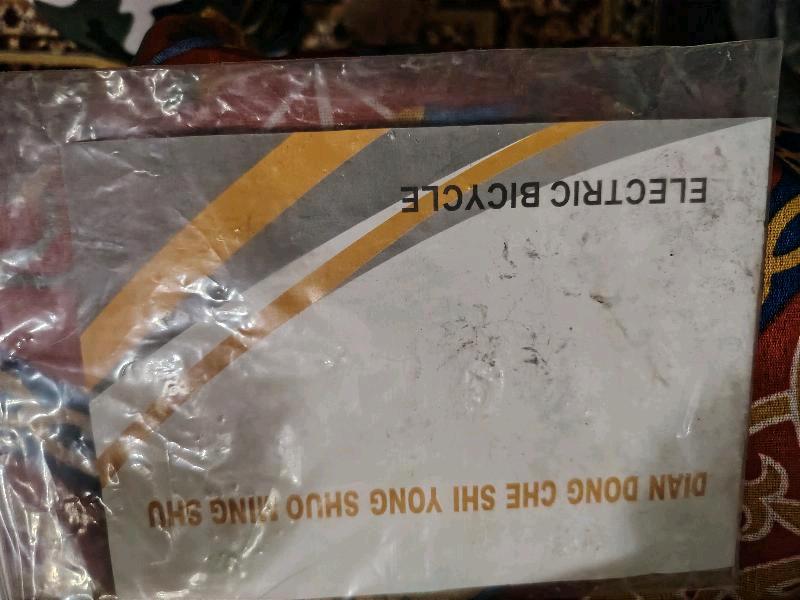 DIAN DONG CHE SHI YONG SHUO MING SHU
ELECTRIC BICYCLE